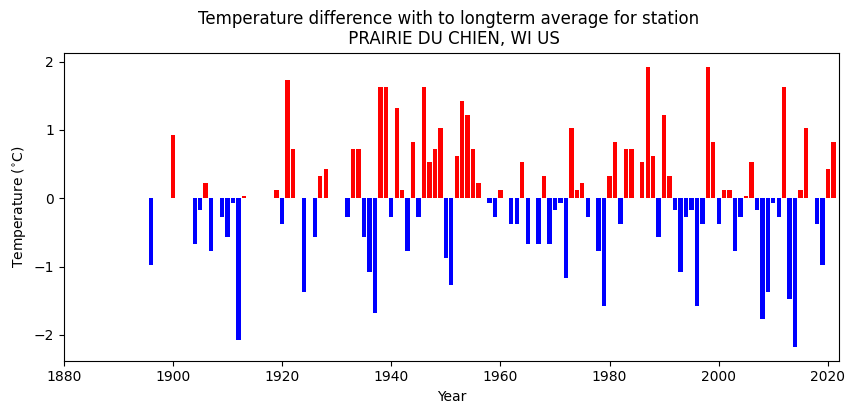 Temperature difference with to longterm average for station
PRAIRIE DU CHIEN, WI US
2
1
0
−1
−2
Temperature (°C)
1880 1900 1920 1940 1960 1980 2000 2020
Year